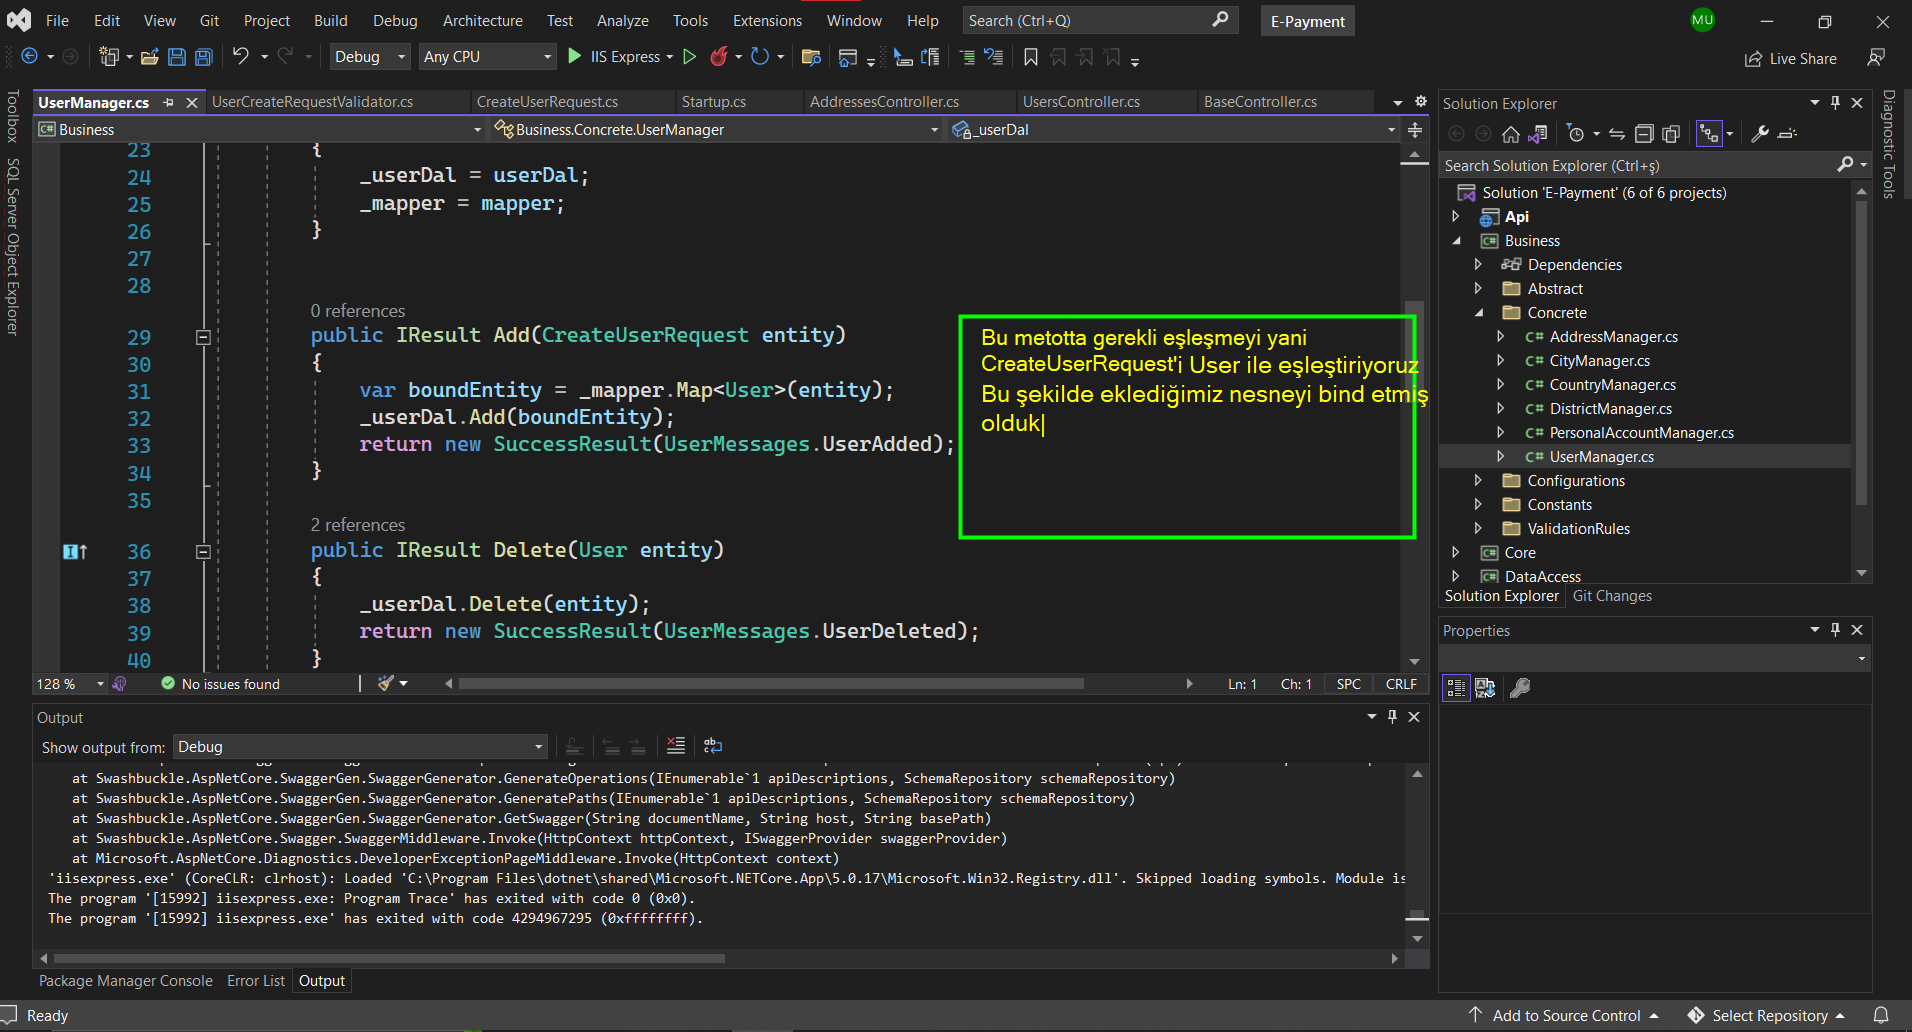 File Edit View Git Project Build Debug Architecture Test Analyze Tools Extensions Window Help Search (Ctrl+Q) E-Payment MU
Debug Any CPU IIS Express Live Share
UserManager.cs UserCreateRequestValidator.cs CreateUserRequest.cs Startup.cs AddressesController.cs UsersController.cs BaseController.cs
Business Business.Concrete.UserManager _userDal
Toolbox
SQL Server Object Explorer
23 {
24 _userDal = userDal;
25 _mapper = mapper;
26 }
27
28
0 references
29 public IResult Add(CreateUserRequest entity)
30 {
31 var boundEntity = _mapper.Map<User>(entity);
32 _userDal.Add(boundEntity);
33 return new SuccessResult(UserMessages.UserAdded);
34 }
35
2 references
36 public IResult Delete(User entity)
37 {
38 _userDal.Delete(entity);
39 return new SuccessResult(UserMessages.UserDeleted);
40 }
Bu metotta gerekli eşleşmeyi yani
CreateUserRequest'i User ile eşleştiriyoruz
Bu şekilde eklediğimiz nesneyi bind etmiş
olduk
128 % No issues found Ln: 1 Ch: 1 SPC CRLF
Output
Show output from: Debug
at Swashbuckle.AspNetCore.SwaggerGen.SwaggerGenerator.GenerateOperations(IEnumerable`1 apiDescriptions, SchemaRepository schemaRepository)
at Swashbuckle.AspNetCore.SwaggerGen.SwaggerGenerator.GeneratePaths(IEnumerable`1 apiDescriptions, SchemaRepository schemaRepository)
at Swashbuckle.AspNetCore.SwaggerGen.SwaggerGenerator.GetSwagger(String documentName, String host, String basePath)
at Swashbuckle.AspNetCore.Swagger.SwaggerMiddleware.Invoke(HttpContext httpContext, ISwaggerProvider swaggerProvider)
at Microsoft.AspNetCore.Diagnostics.DeveloperExceptionPageMiddleware.Invoke(HttpContext context)
'iisexpress.exe' (CoreCLR: clrhost): Loaded 'C:\Program Files\dotnet\shared\Microsoft.NETCore.App\5.0.17\Microsoft.Win32.Registry.dll'. Skipped loading symbols. Module is
The program '[15992] iisexpress.exe: Program Trace' has exited with code 0 (0x0).
The program '[15992] iisexpress.exe' has exited with code 4294967295 (0xffffffff).
Package Manager Console Error List Output
Solution Explorer
Search Solution Explorer (Ctrl+ş)
Solution 'E-Payment' (6 of 6 projects)
Api
C# Business
Dependencies
Abstract
Concrete
C# AddressManager.cs
C# CityManager.cs
C# CountryManager.cs
C# DistrictManager.cs
C# PersonalAccountManager.cs
C# UserManager.cs
Configurations
Constants
ValidationRules
C# Core
C# DataAccess
Solution Explorer Git Changes
Properties
Diagnostic Tools
Ready Add to Source Control Select Repository